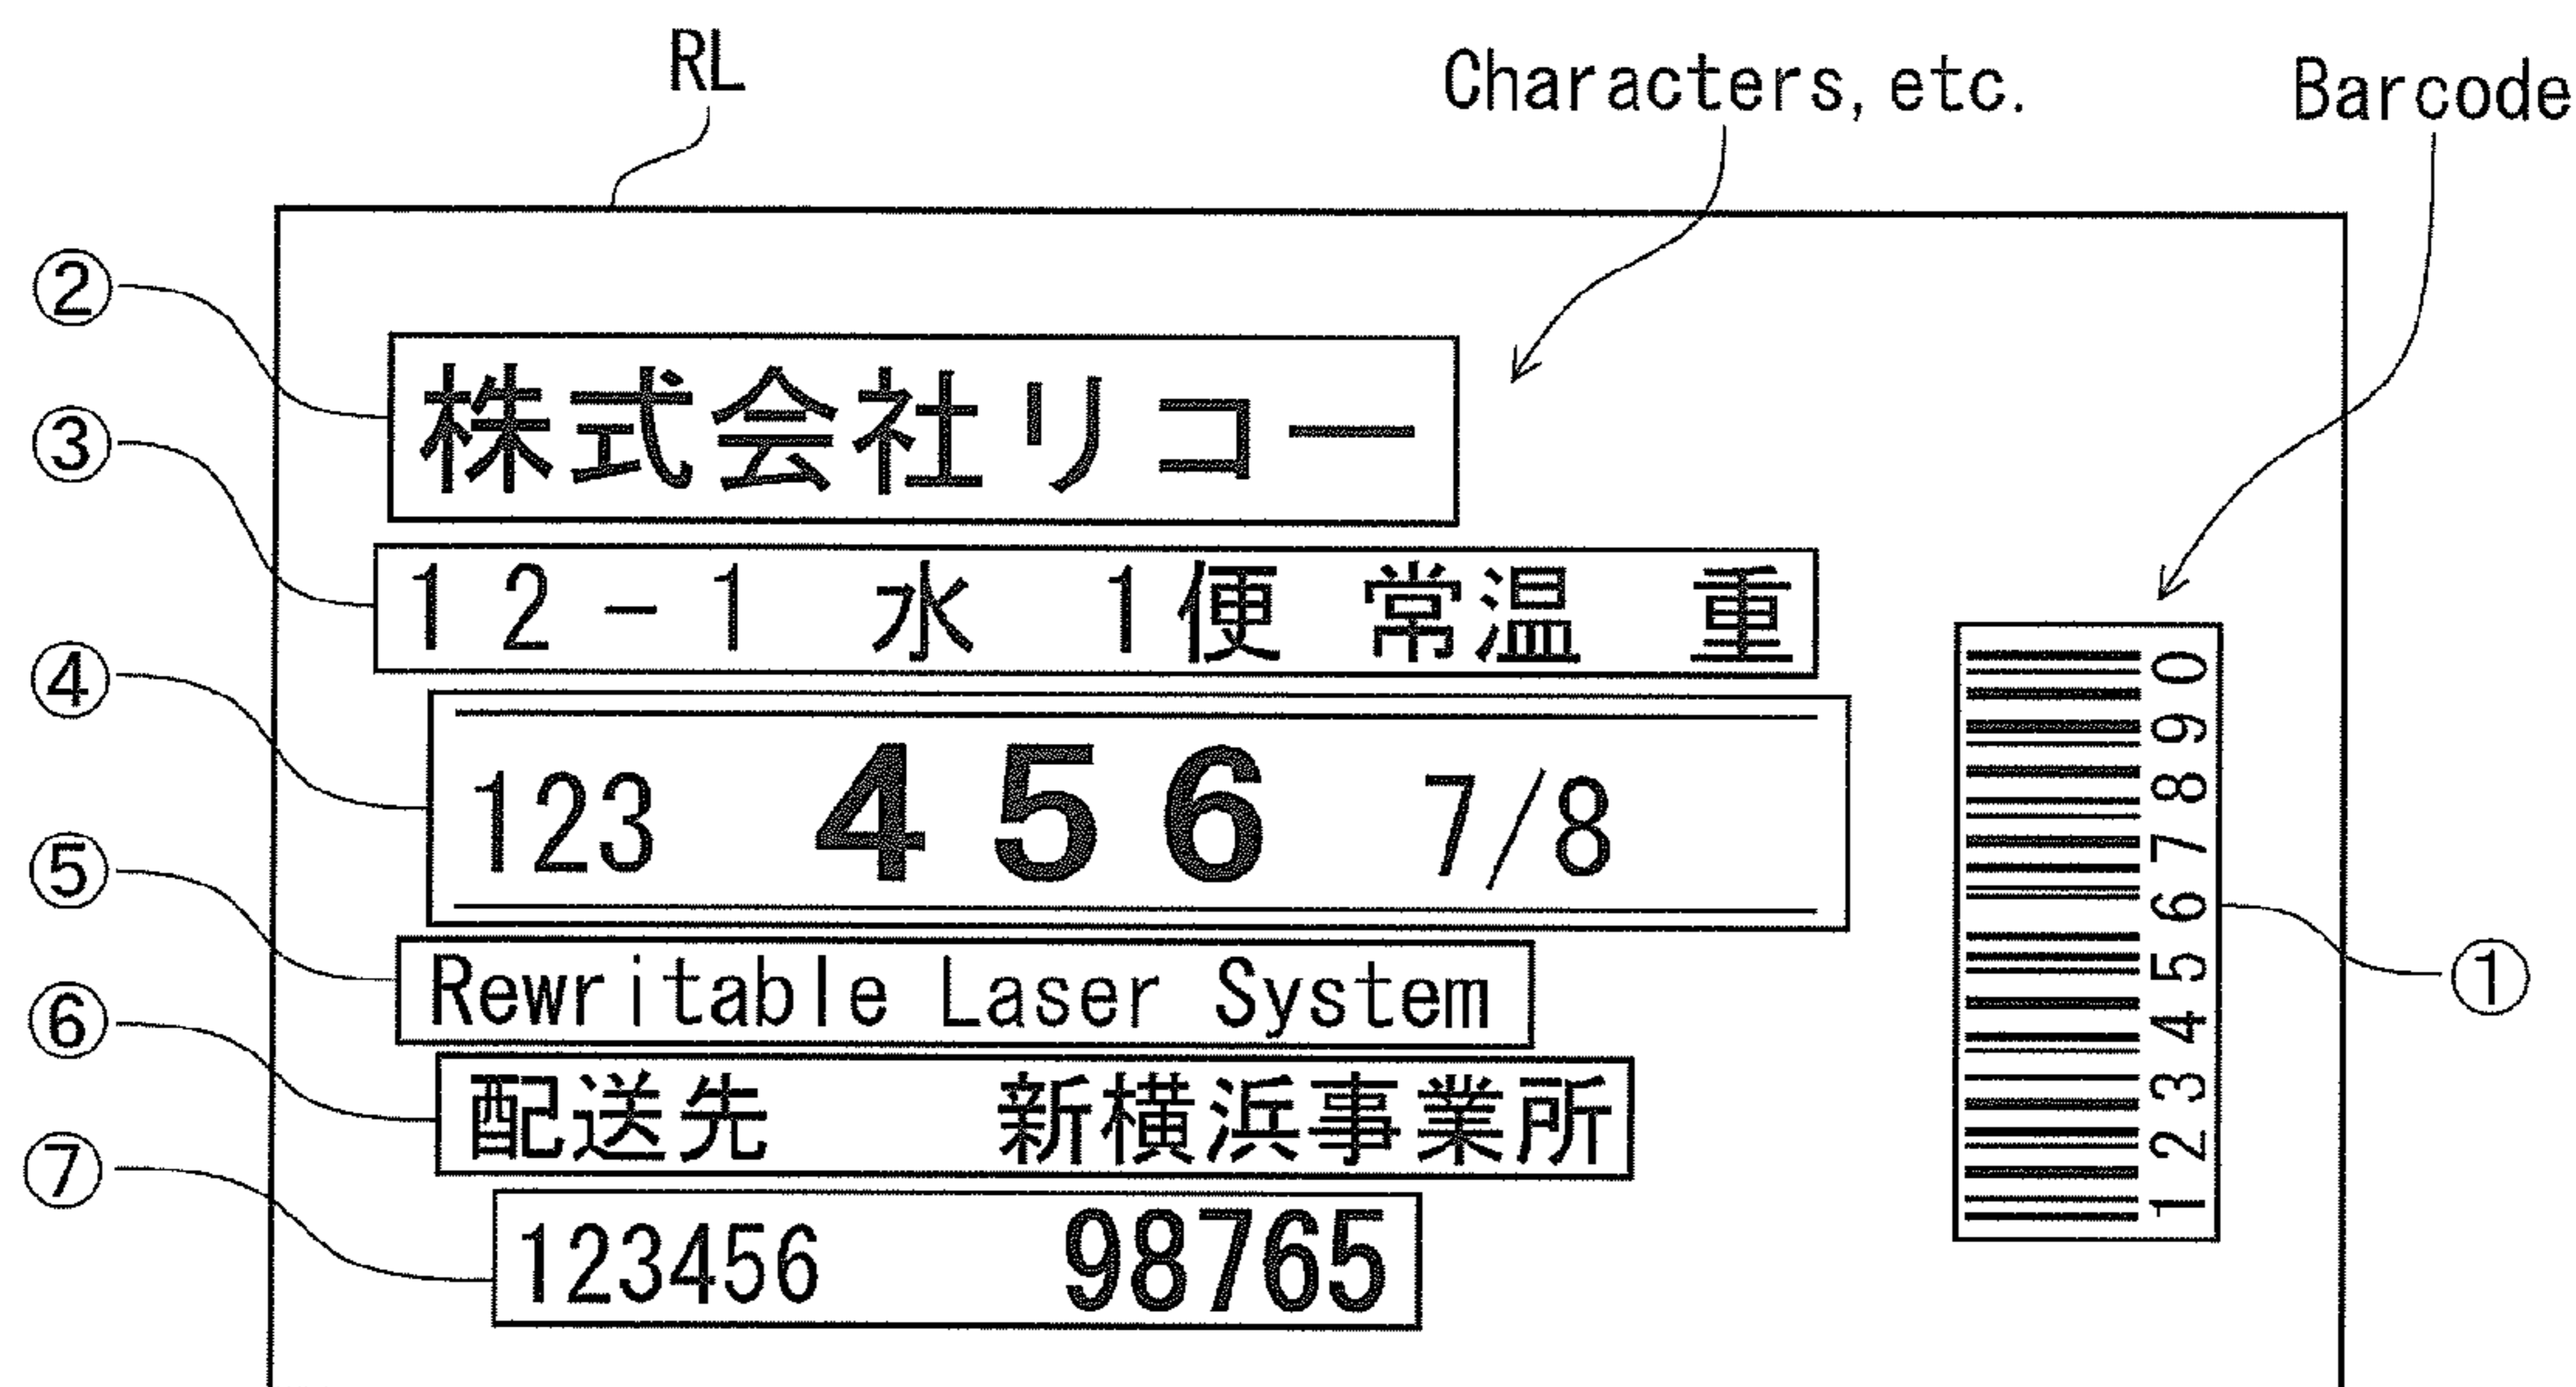 RL
Characters, etc.
Barcode
② 株式会社リコー
③ 12-1 水 1便 常温 重
④ 123 456 7/8
⑤ Rewritable Laser System
⑥ 配送先 新横浜事業所
⑦ 123456 98765
1234567890
①